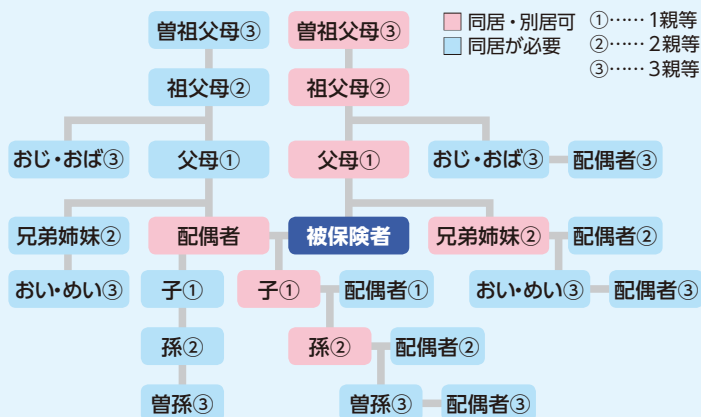 曽祖父母③ 曽祖父母③ 同居・別居可 ①……1親等
同居が必要 ②……2親等
③……3親等
祖父母② 祖父母②
おじ・おば③ 父母① 父母① おじ・おば③ 配偶者③
兄弟姉妹② 配偶者 被保険者 兄弟姉妹② 配偶者②
おい・めい③ 子① 子① 配偶者① おい・めい③ 配偶者③
孫② 孫② 配偶者②
曽孫③ 曽孫③ 配偶者③